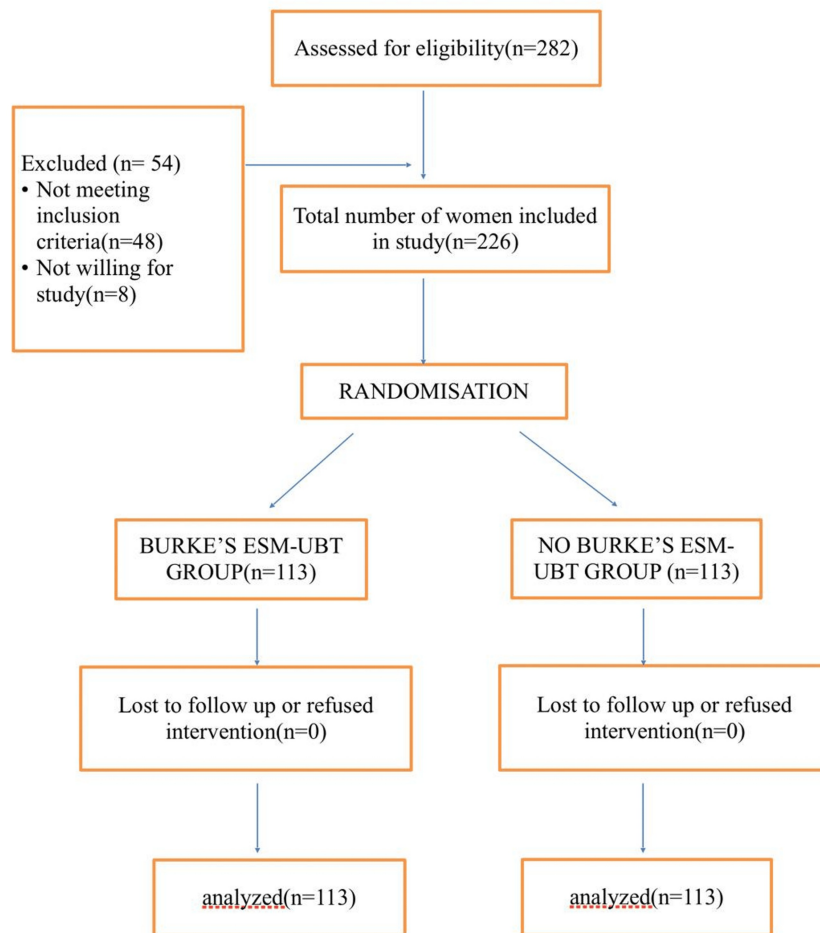 Assessed for eligibility(n=282)
Excluded (n= 54)
• Not meeting
inclusion
criteria(n=48)
• Not willing for
study(n=8)
Total number of women included
in study(n=226)
RANDOMISATION
BURKE’S ESM-UBT
GROUP(n=113)
NO BURKE’S ESM-
UBT GROUP (n=113)
Lost to follow up or refused
intervention(n=0)
Lost to follow up or refused
intervention(n=0)
analyzed(n=113)
analyzed(n=113)